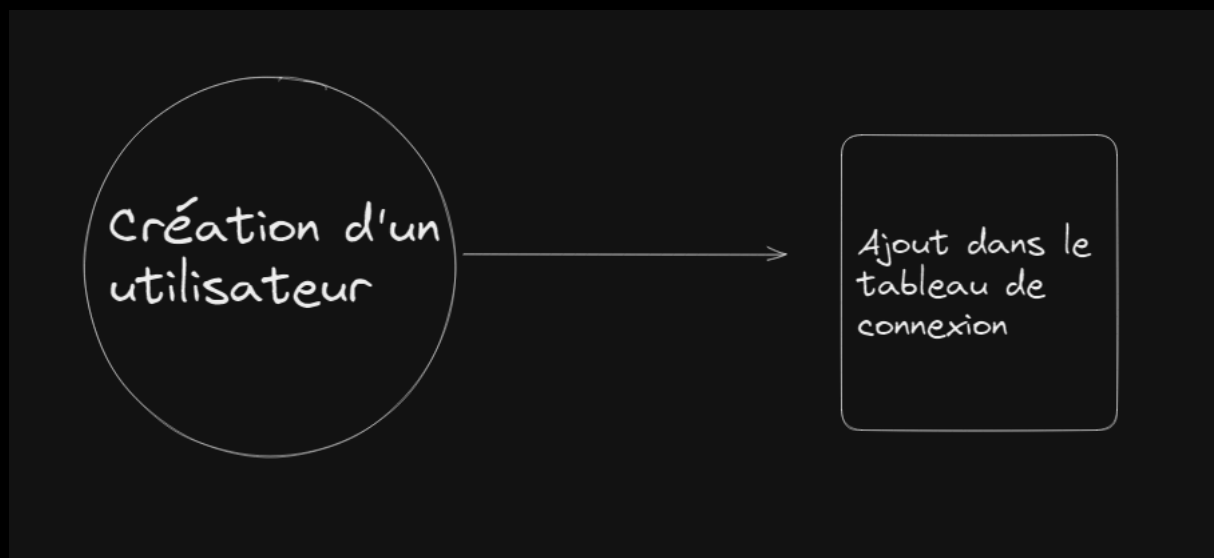 Création d'un
utilisateur
Ajout dans le
tableau de
connexion